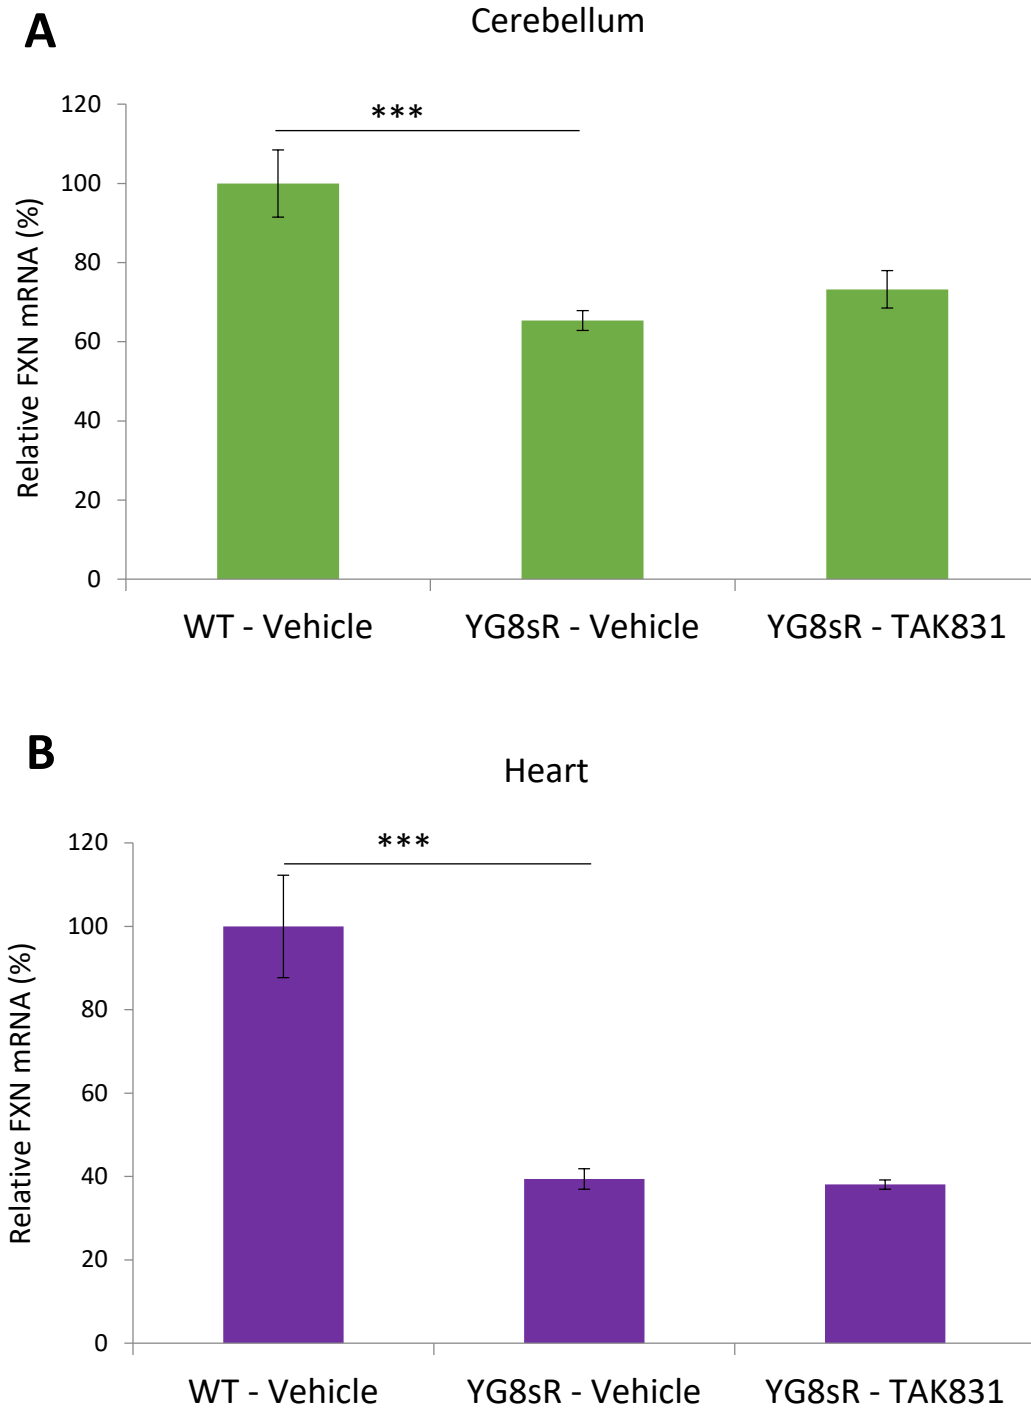 A
Cerebellum
Relative FXN mRNA (%)
120
100
80
60
40
20
0
***
WT - Vehicle
YG8sR - Vehicle
YG8sR - TAK831
B
Heart
Relative FXN mRNA (%)
120
100
80
60
40
20
0
***
WT - Vehicle
YG8sR - Vehicle
YG8sR - TAK831